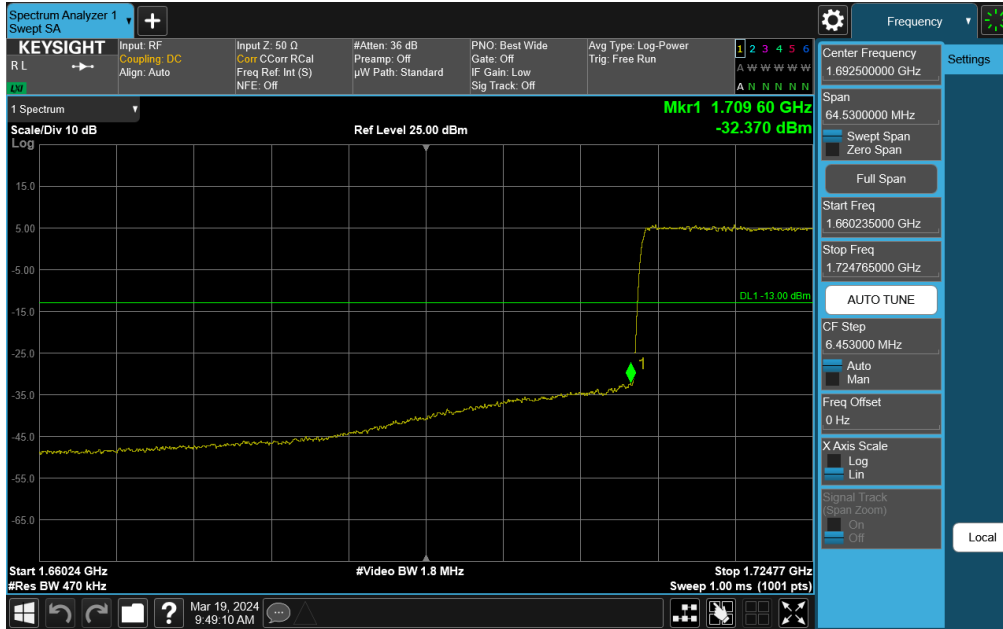 Spectrum Analyzer 1
Swept SA
+
Frequency
KEYSIGHT
R L
LXI
Input: RF
Coupling: DC
Align: Auto
Input Z: 50 Ω
Corr CCorr RCal
Freq Ref: Int (S)
NFE: Off
#Atten: 36 dB
Preamp: Off
µW Path: Standard
PNO: Best Wide
Gate: Off
IF Gain: Low
Sig Track: Off
Avg Type: Log-Power
Trig: Free Run
1 2 3 4 5 6
A W W W W W
A N N N N N
1 Spectrum
Scale/Div 10 dB
Log
Ref Level 25.00 dBm
Mkr1 1.709 60 GHz
-32.370 dBm
15.0
5.00
-5.00
-15.0
-25.0
-35.0
-45.0
-55.0
-65.0
DL1 -13.00 dBm
1
Start 1.66024 GHz
#Res BW 470 kHz
#Video BW 1.8 MHz
Stop 1.72477 GHz
Sweep 1.00 ms (1001 pts)
Center Frequency
1.692500000 GHz
Span
64.5300000 MHz
Swept Span
Zero Span
Full Span
Start Freq
1.660235000 GHz
Stop Freq
1.724765000 GHz
AUTO TUNE
CF Step
6.453000 MHz
Auto
Man
Freq Offset
0 Hz
X Axis Scale
Log
Lin
Signal Track
(Span Zoom)
On
Off
Settings
Local
?
Mar 19, 2024
9:49:10 AM